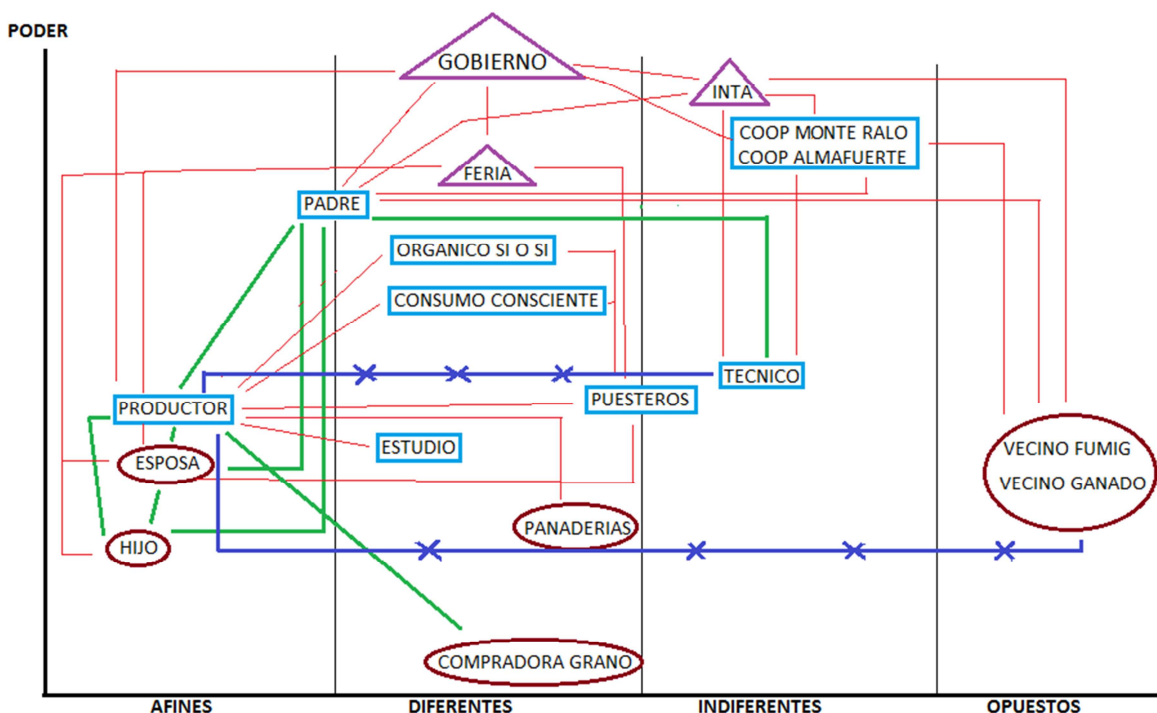 PODER
GOBIERNO
INTA
COOP MONTE RALO
COOP ALMAFUERTE
FERIA
PADRE
ORGANICO SI O SI
CONSUMO CONSCIENTE
TECNICO
PRODUCTOR
PUESTEROS
ESTUDIO
ESPOSA
VECINO FUMIG
VECINO GANADO
PANADERIAS
HIJO
COMPRADORA GRANO
AFINES
DIFERENTES
INDIFERENTES
OPUESTOS